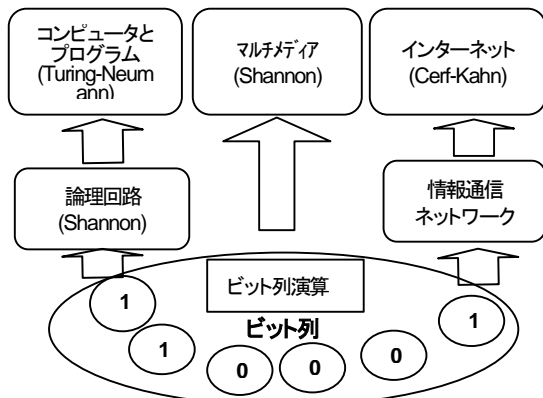 コンピュータと
プログラム
(Turing-Neum
ann)
マルチメディア
(Shannon)
インターネット
(Cerf-Kahn)
論理回路
(Shannon)
情報通信
ネットワーク
ビット列演算
ビット列
1
1
0
0
0
1